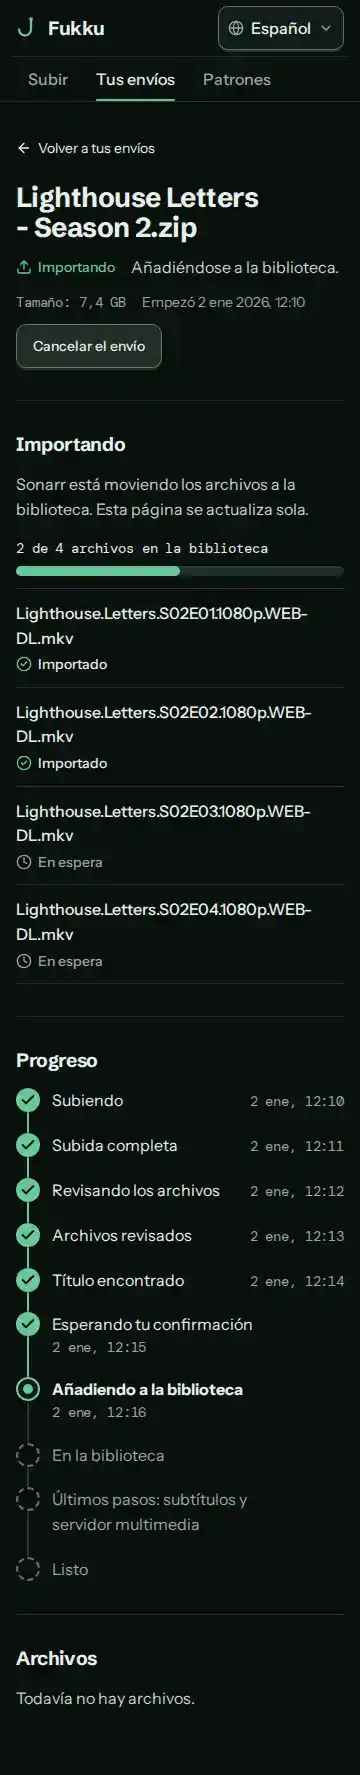 Fukku
Español
Subir
Tus envíos
Patrones
Volver a tus envíos
Lighthouse Letters
- Season 2.zip
Importando Añadiéndose a la biblioteca.
Tamaño: 7,4 GB Empezó 2 ene 2026, 12:10
Cancelar el envío
Importando
Sonarr está moviendo los archivos a la
biblioteca. Esta página se actualiza sola.
2 de 4 archivos en la biblioteca
Lighthouse.Letters.S02E01.1080p.WEB-
DL.mkv
Importado
Lighthouse.Letters.S02E02.1080p.WEB-
DL.mkv
Importado
Lighthouse.Letters.S02E03.1080p.WEB-
DL.mkv
En espera
Lighthouse.Letters.S02E04.1080p.WEB-
DL.mkv
En espera
Progreso
Subiendo 2 ene, 12:10
Subida completa 2 ene, 12:11
Revisando los archivos 2 ene, 12:12
Archivos revisados 2 ene, 12:13
Título encontrado 2 ene, 12:14
Esperando tu confirmación
2 ene, 12:15
Añadiendo a la biblioteca
2 ene, 12:16
En la biblioteca
Últimos pasos: subtítulos y
servidor multimedia
Listo
Archivos
Todavía no hay archivos.